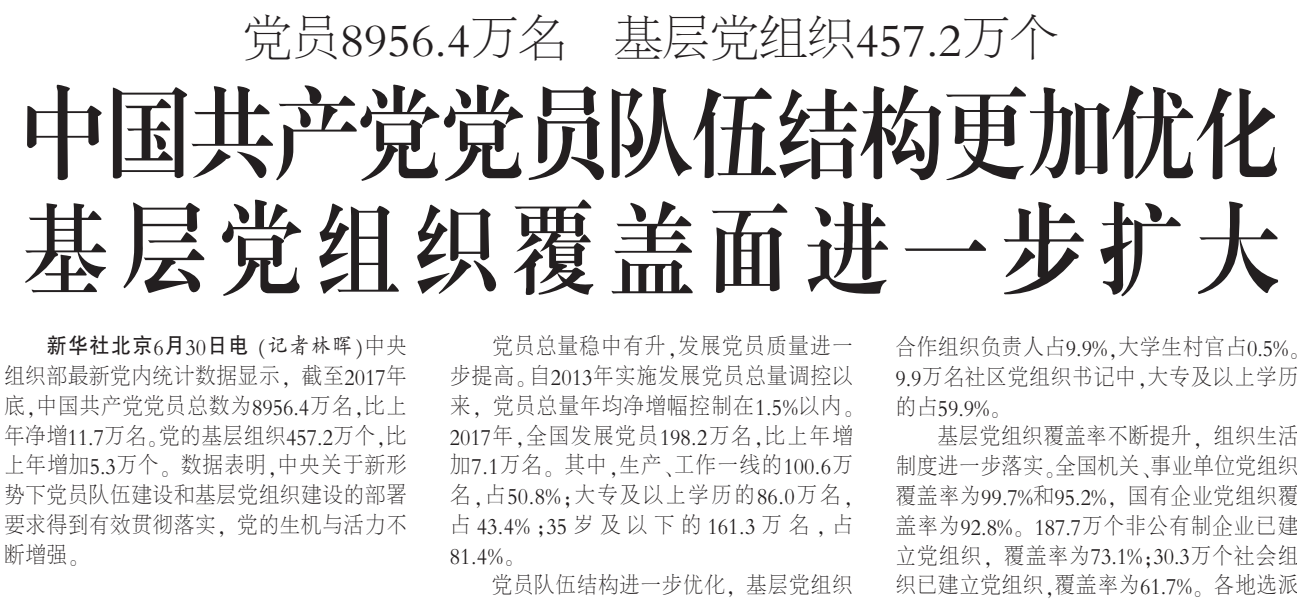 党员8956.4万名　基层党组织457.2万个
中国共产党党员队伍结构更加优化
基层党组织覆盖面进一步扩大
新华社北京6月30日电 (记者林晖)中央
组织部最新党内统计数据显示，截至2017年
底,中国共产党党员总数为8956.4万名,比上
年净增11.7万名。党的基层组织457.2万个,比
上年增加5.3万个。数据表明,中央关于新形
势下党员队伍建设和基层党组织建设的部署
要求得到有效贯彻落实，党的生机与活力不
断增强。
党员总量稳中有升,发展党员质量进一
步提高。自2013年实施发展党员总量调控以
来，党员总量年均净增幅控制在1.5%以内。
2017年,全国发展党员198.2万名,比上年增
加7.1万名。其中,生产、工作一线的100.6万
名,占50.8%;大专及以上学历的86.0万名,
占43.4%;35岁及以下的161.3万名,占
81.4%。
党员队伍结构进一步优化，基层党组织
合作组织负责人占9.9%,大学生村官占0.5%。
9.9万名社区党组织书记中,大专及以上学历
的占59.9%。
基层党组织覆盖率不断提升，组织生活
制度进一步落实。全国机关、事业单位党组织
覆盖率为99.7%和95.2%，国有企业党组织覆
盖率为92.8%。187.7万个非公有制企业已建
立党组织，覆盖率为73.1%;30.3万个社会组
织已建立党组织,覆盖率为61.7%。各地选派